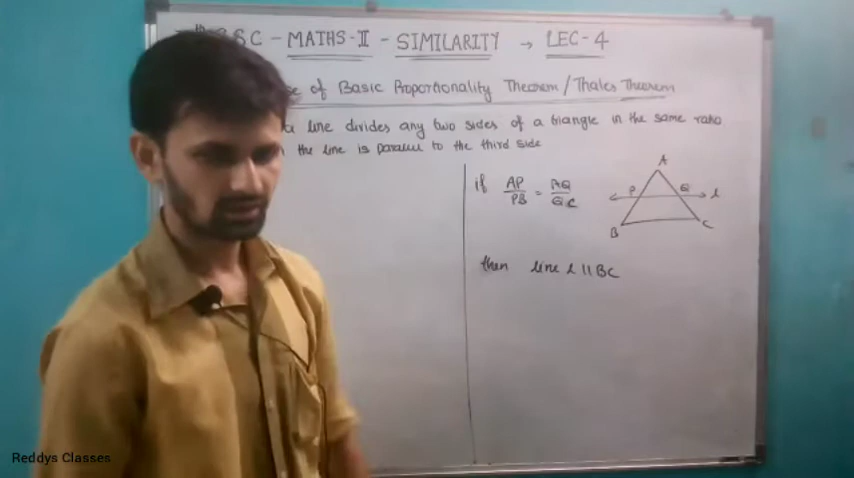 SC - MATHS-II - SIMILARITY → LEC-4
of Basic Proportionality Theorem / Thales Theorem
a line divides any two sides of a triangle in the same ratio
the line is parallel to the third side
if AP/PB = AQ/QC
A
P Q l
B C
then line l || BC
Reddys Classes